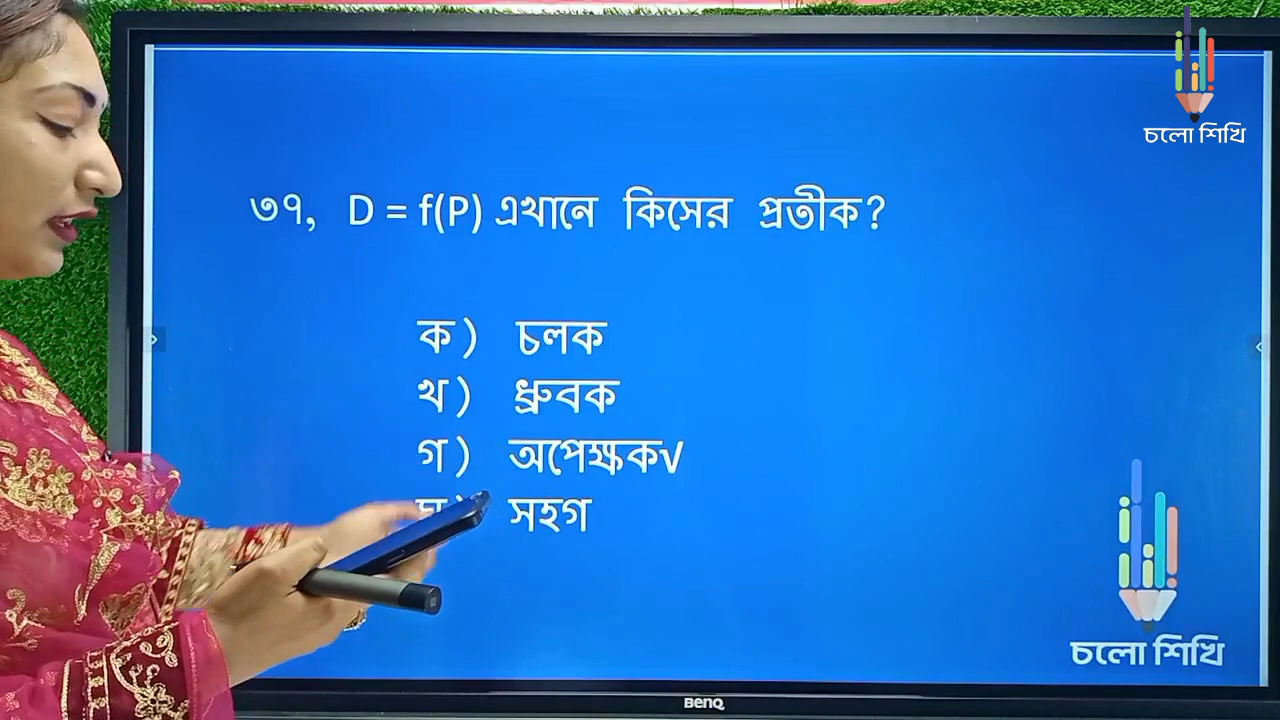 চলো শিখি
৩৭, D = f(P) এখানে কিসের প্রতীক?
ক) চলক
খ) ধ্রুবক
গ) অপেক্ষক√
ঘ) সহগ
চলো শিখি
BenQ